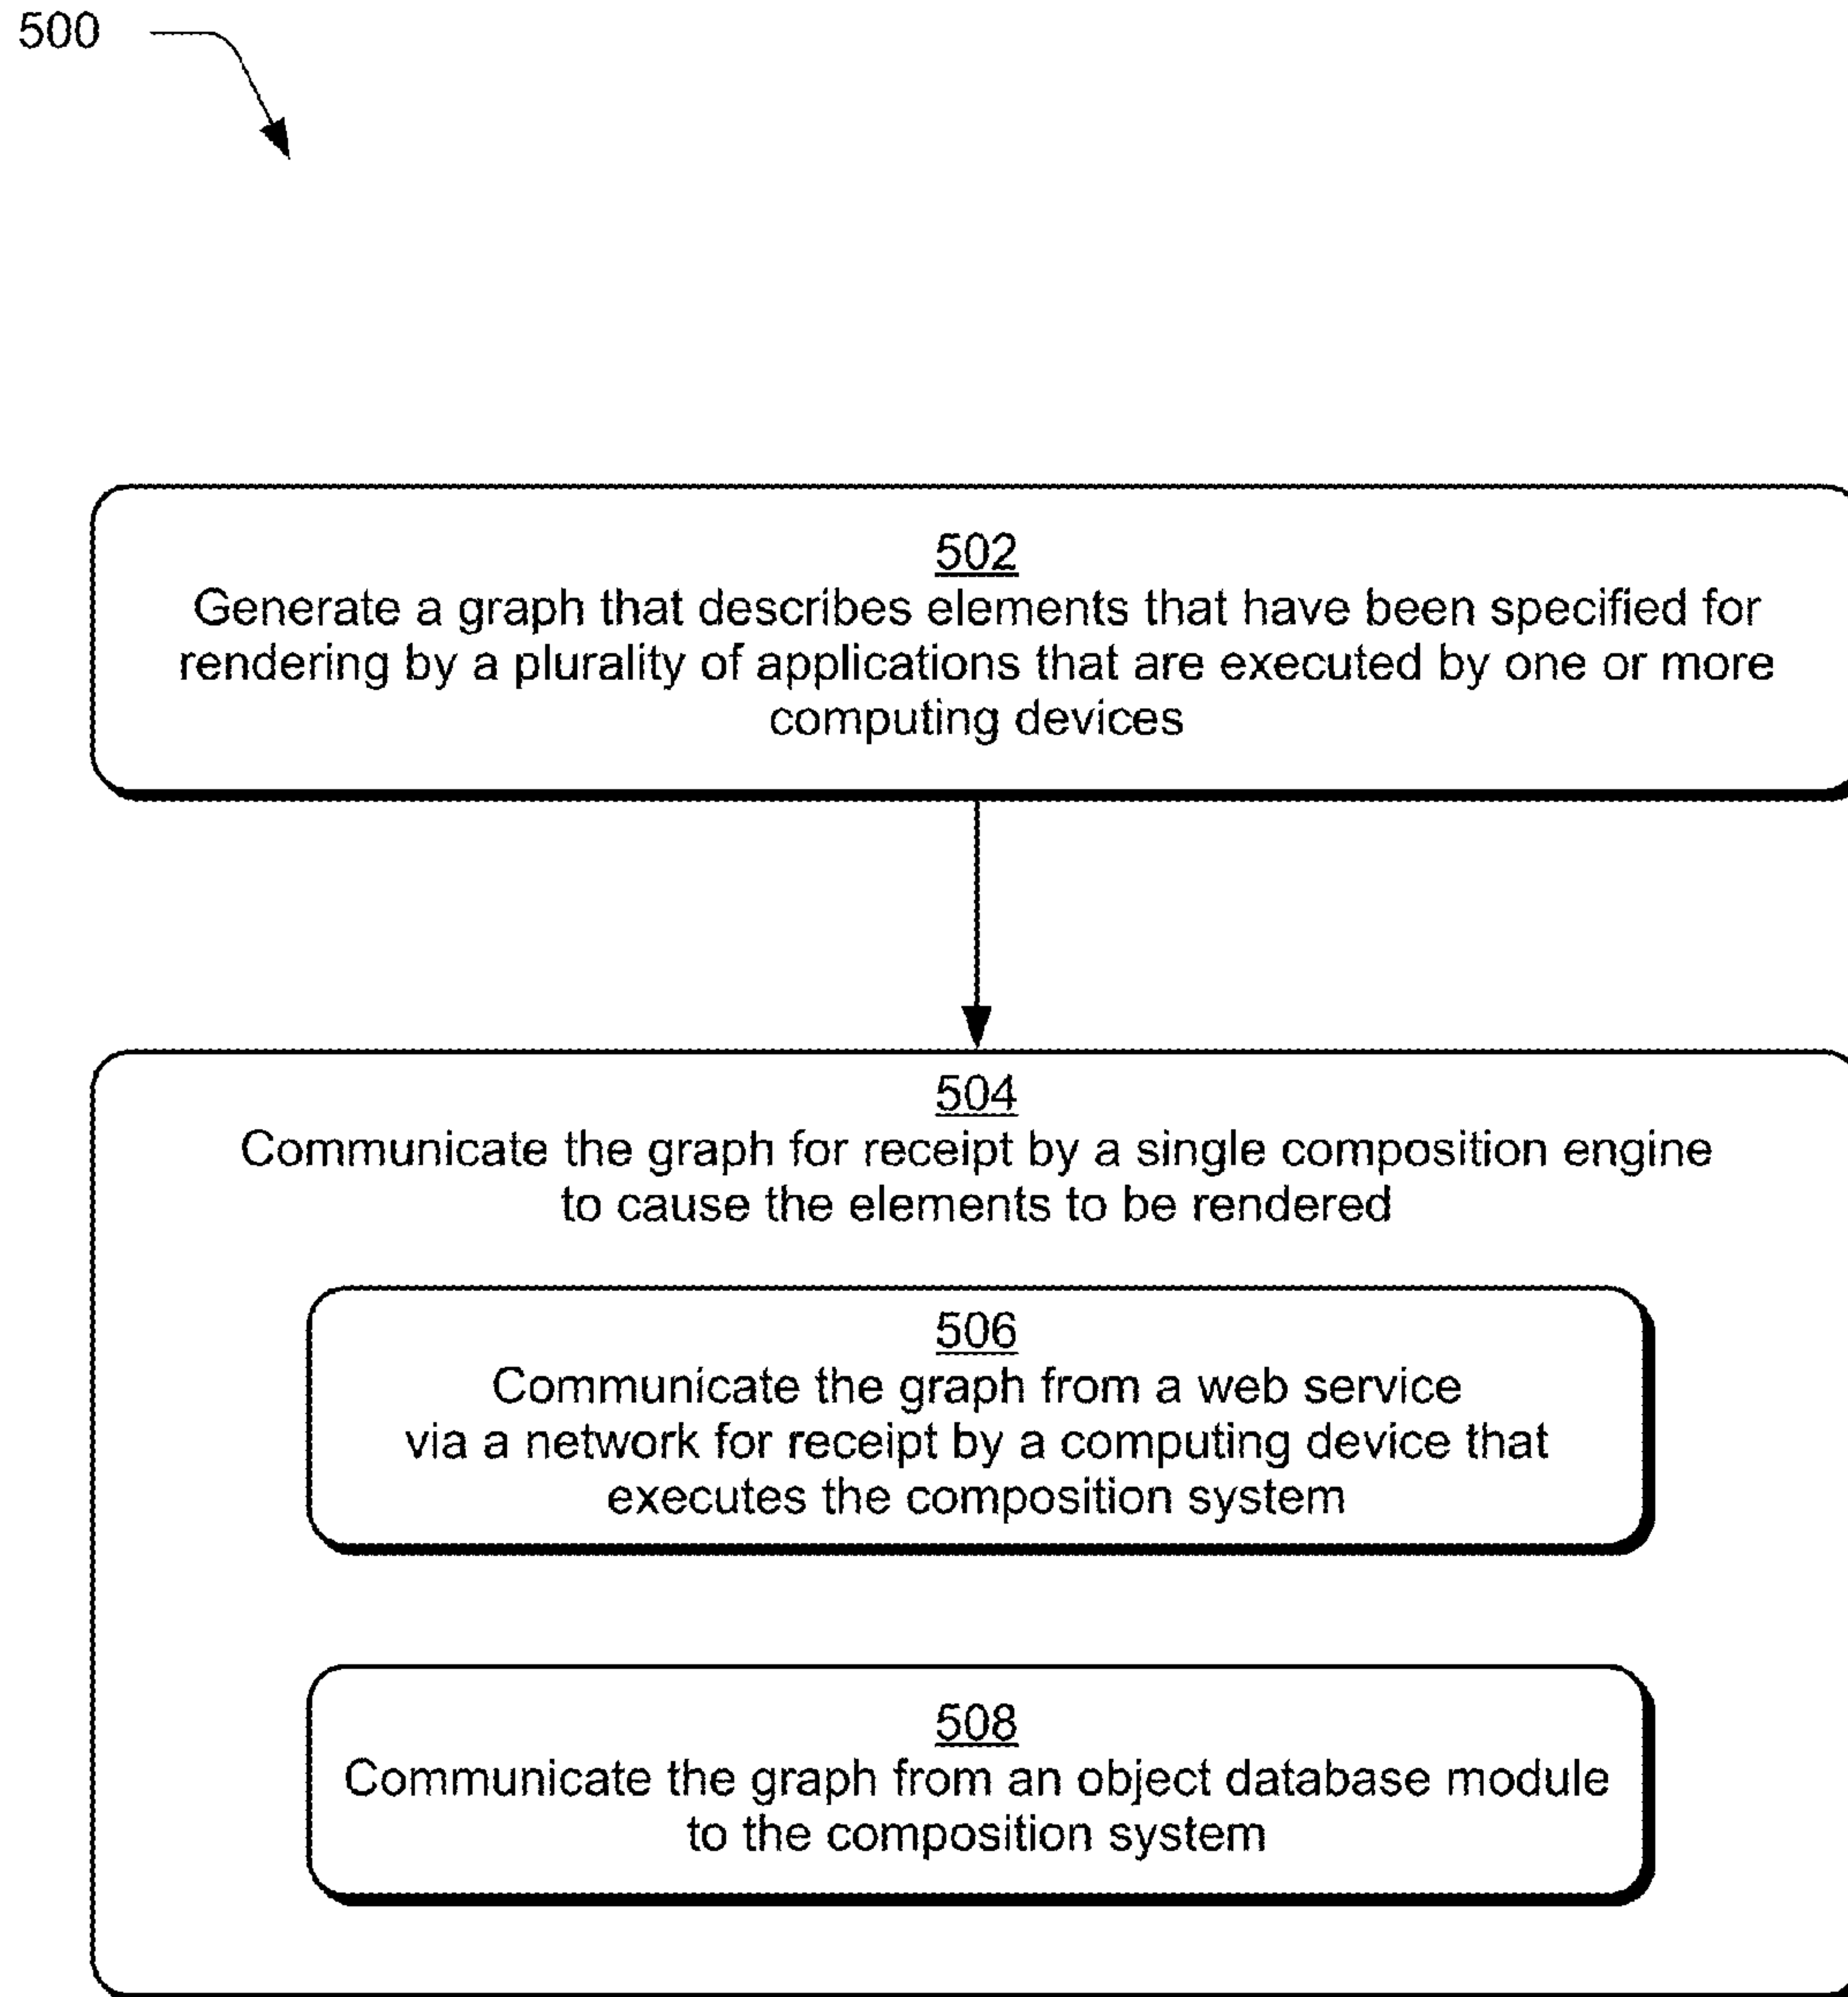 500
502
Generate a graph that describes elements that have been specified for
rendering by a plurality of applications that are executed by one or more
computing devices
504
Communicate the graph for receipt by a single composition engine
to cause the elements to be rendered
506
Communicate the graph from a web service
via a network for receipt by a computing device that
executes the composition system
508
Communicate the graph from an object database module
to the composition system